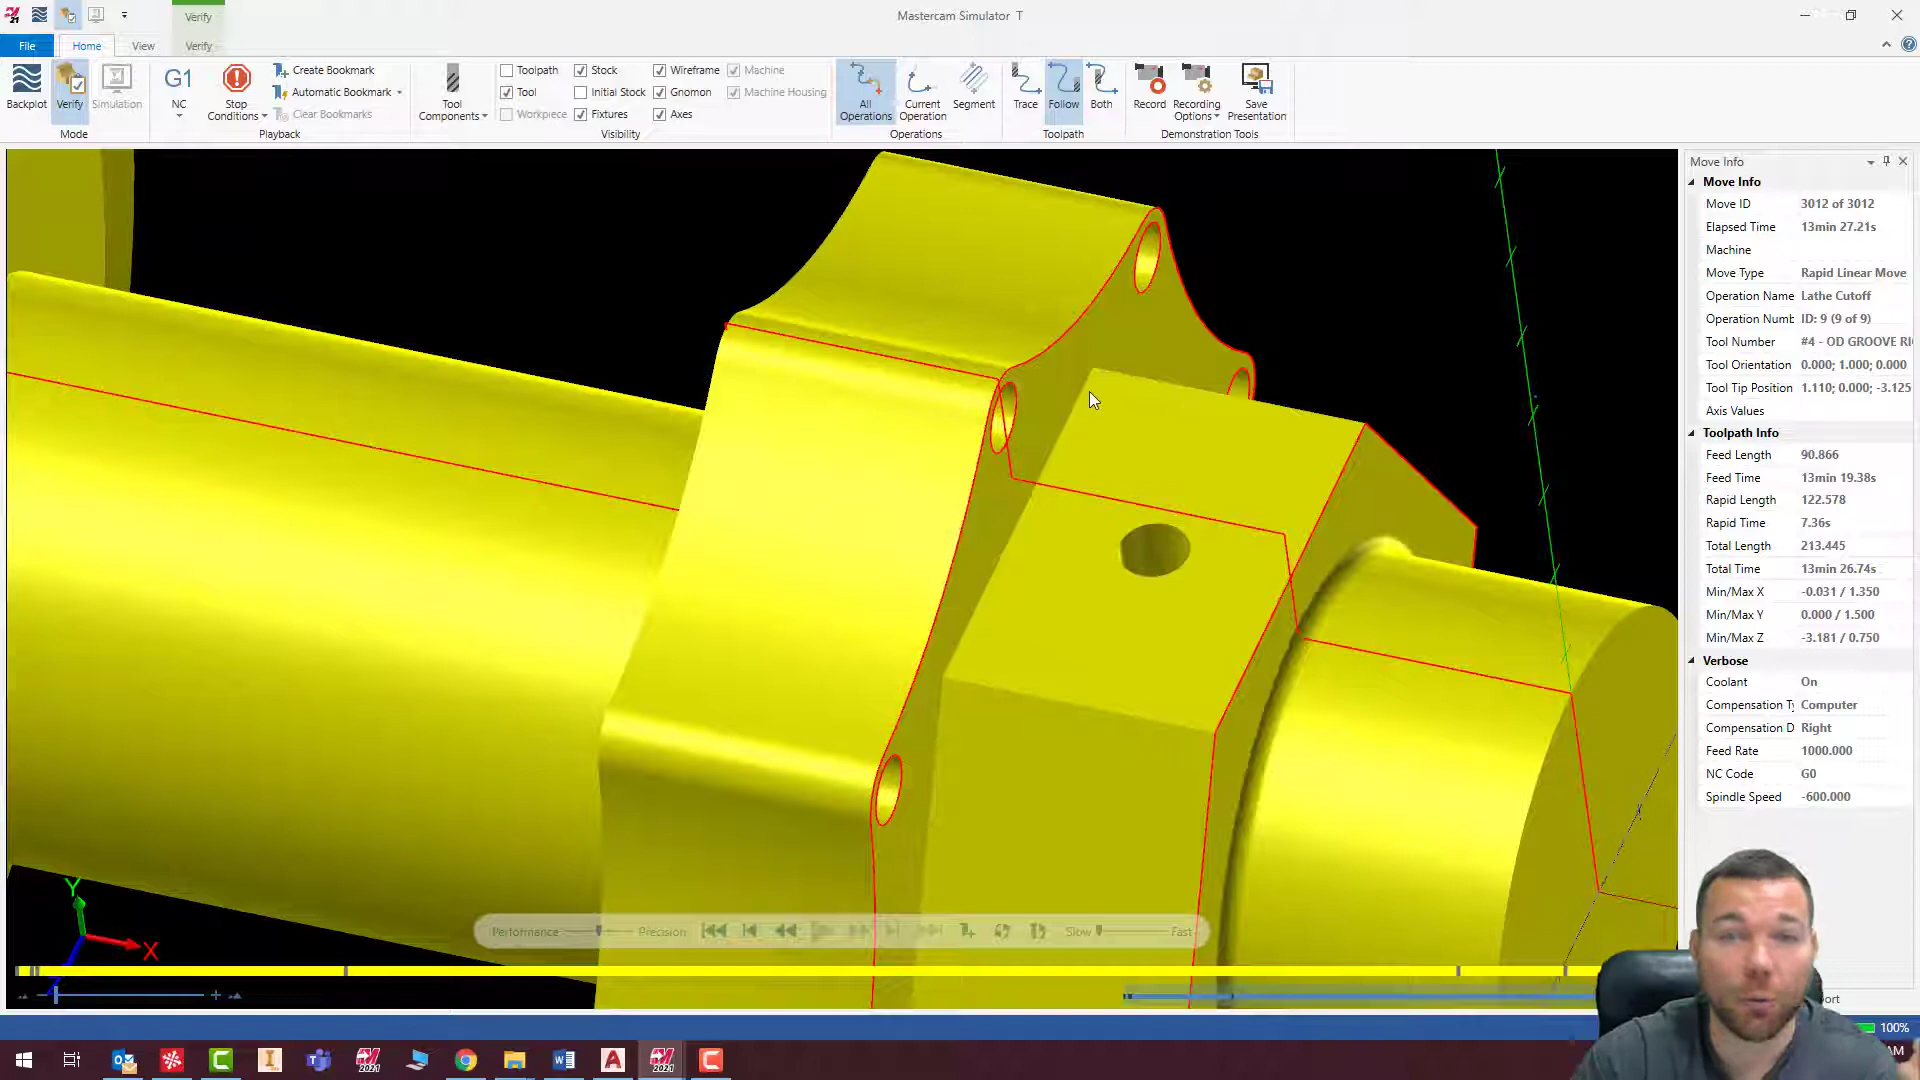 Verify
Mastercam Simulator T
File Home View Verify
Backplot Verify Simulation
Mode
G1
NC
Stop
Conditions
Create Bookmark
Automatic Bookmark
Clear Bookmarks
Playback
Tool
Components
Toolpath Stock Wireframe Machine
Tool Initial Stock Gnomon Machine Housing
Workpiece Fixtures Axes
Visibility
All
Operations
Current
Operation
Segment
Operations
Trace Follow Both
Toolpath
Record
Recording
Options
Save
Presentation
Demonstration Tools
Move Info
Move Info
Move ID 3012 of 3012
Elapsed Time 13min 27.21s
Machine
Move Type Rapid Linear Move
Operation Name Lathe Cutoff
Operation Numb ID: 9 (9 of 9)
Tool Number #4 - OD GROOVE RI
Tool Orientation 0.000; 1.000; 0.000
Tool Tip Position 1.110; 0.000; -3.125
Axis Values
Toolpath Info
Feed Length 90.866
Feed Time 13min 19.38s
Rapid Length 122.578
Rapid Time 7.36s
Total Length 213.445
Total Time 13min 26.74s
Min/Max X -0.031 / 1.350
Min/Max Y 0.000 / 1.500
Min/Max Z -3.181 / 0.750
Verbose
Coolant On
Compensation Ty Computer
Compensation D Right
Feed Rate 1000.000
NC Code G0
Spindle Speed -600.000
Y
X
Performance Precision Slow Fast
ort
100%
2021 2021
AM